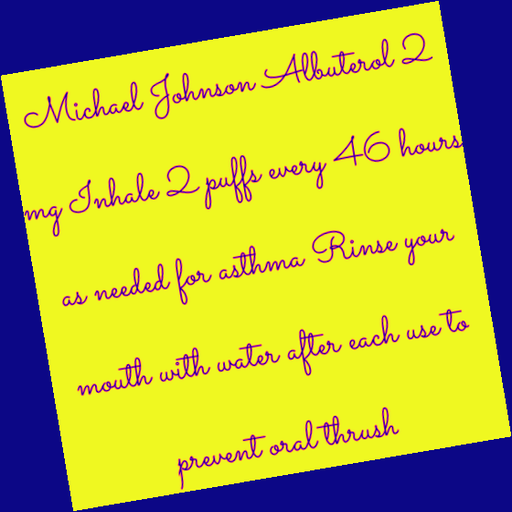 Michael Johnson Albuterol 2
mg Inhale 2 puffs every 46 hours
as needed for asthma Rinse your
mouth with water after each use to
prevent oral thrush